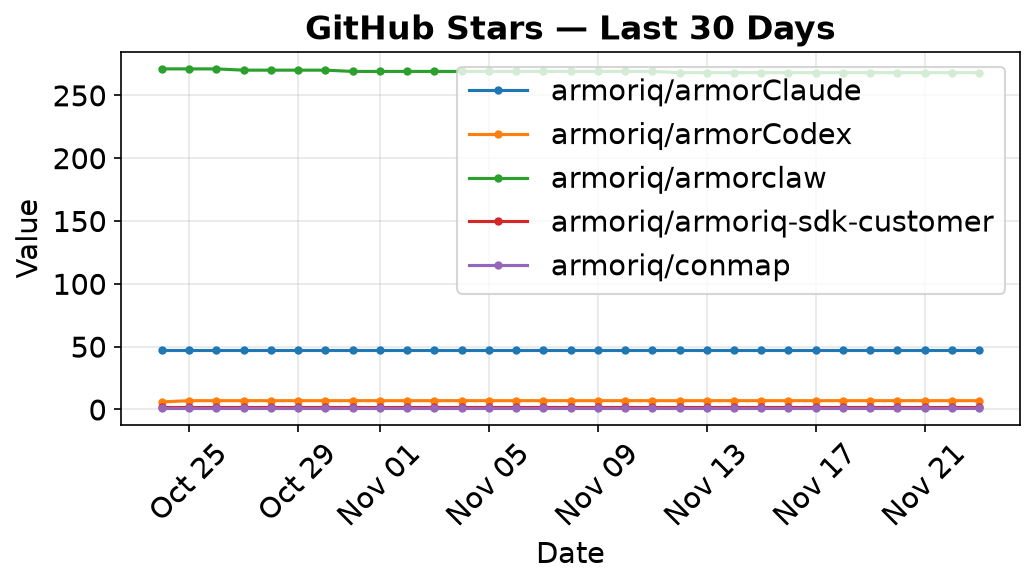 GitHub Stars — Last 30 Days
Value
250
200
150
100
50
0
armoriq/armorClaude
armoriq/armorCodex
armoriq/armorclaw
armoriq/armoriq-sdk-customer
armoriq/conmap
Oct 25
Oct 29
Nov 01
Nov 05
Nov 09
Nov 13
Nov 17
Nov 21
Date